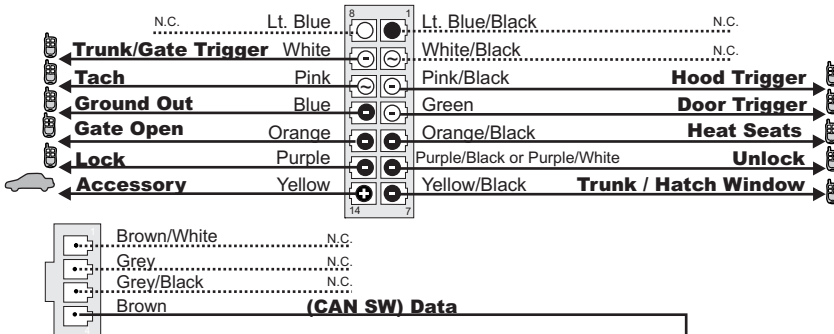 N.C. Lt. Blue 8 1 Lt. Blue/Black N.C.
Trunk/Gate Trigger White White/Black N.C.
Tach Pink Pink/Black Hood Trigger
Ground Out Blue Green Door Trigger
Gate Open Orange Orange/Black Heat Seats
Lock Purple Purple/Black or Purple/White Unlock
Accessory Yellow Yellow/Black Trunk / Hatch Window
14 7
Brown/White N.C.
Grey N.C.
Grey/Black N.C.
Brown (CAN SW) Data